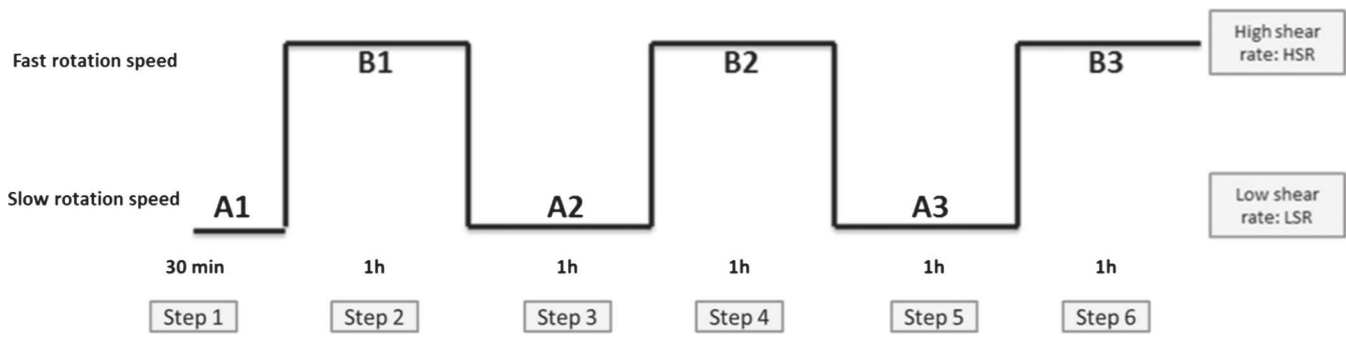 Fast rotation speed
B1
B2
B3
High shear
rate: HSR
Slow rotation speed
A1
A2
A3
Low shear
rate: LSR
30 min
1h
1h
1h
1h
1h
Step 1
Step 2
Step 3
Step 4
Step 5
Step 6